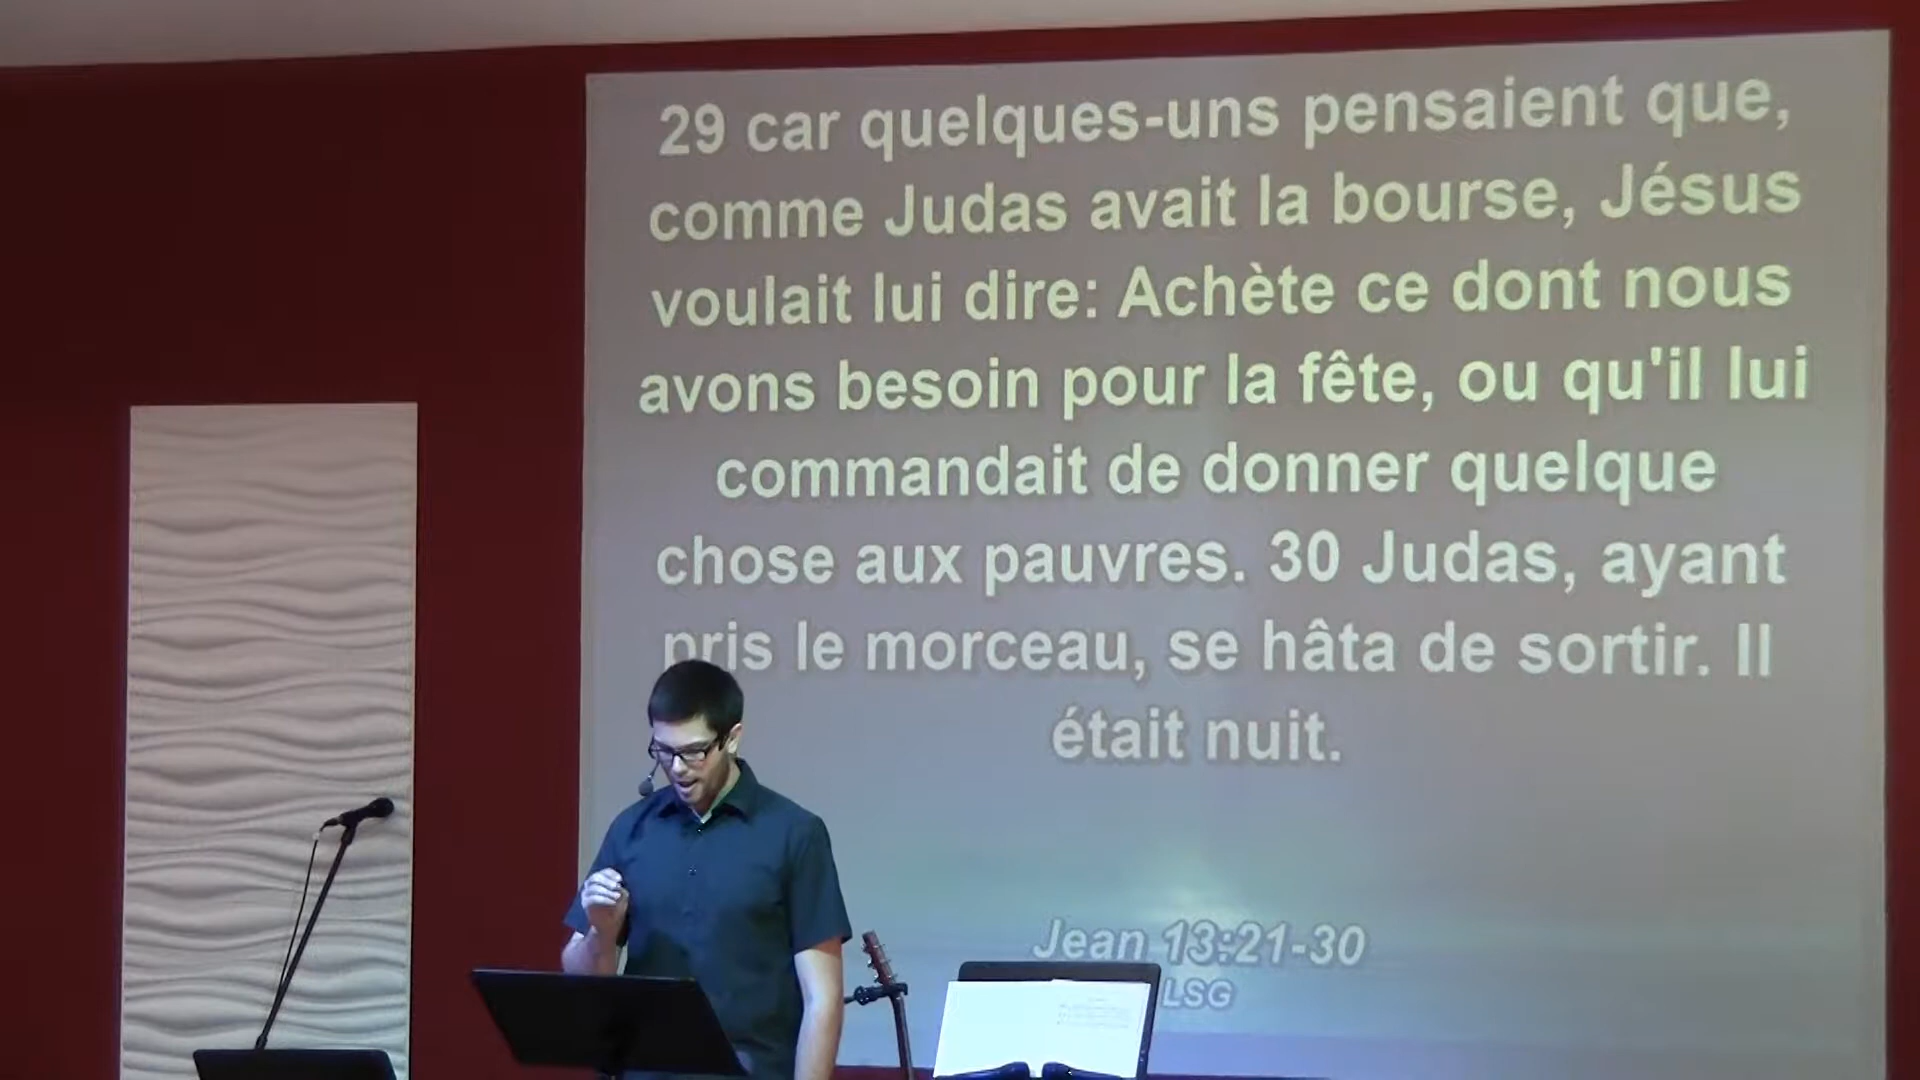 29 car quelques-uns pensaient que,
comme Judas avait la bourse, Jésus
voulait lui dire: Achète ce dont nous
avons besoin pour la fête, ou qu'il lui
commandait de donner quelque
chose aux pauvres. 30 Judas, ayant
pris le morceau, se hâta de sortir. Il
était nuit.
Jean 13:21-30
LSG